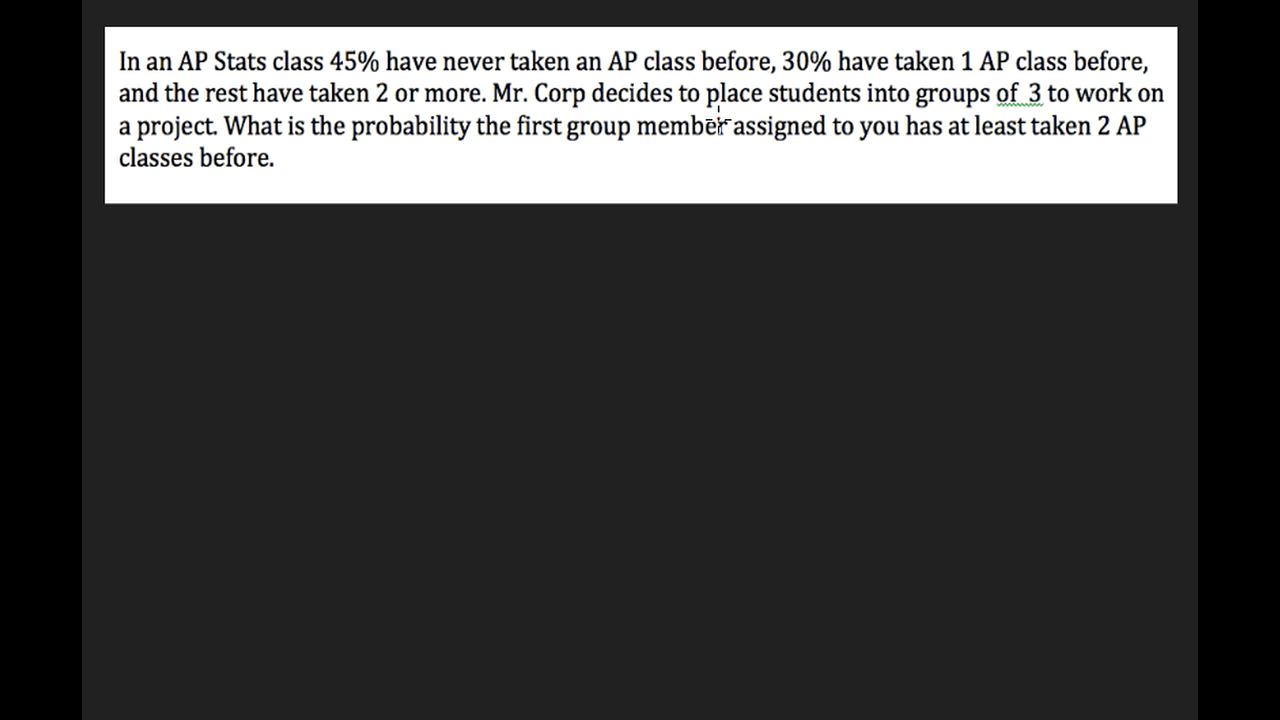 In an AP Stats class 45% have never taken an AP class before, 30% have taken 1 AP class before,
and the rest have taken 2 or more. Mr. Corp decides to place students into groups of  3 to work on
a project. What is the probability the first group member assigned to you has at least taken 2 AP
classes before.